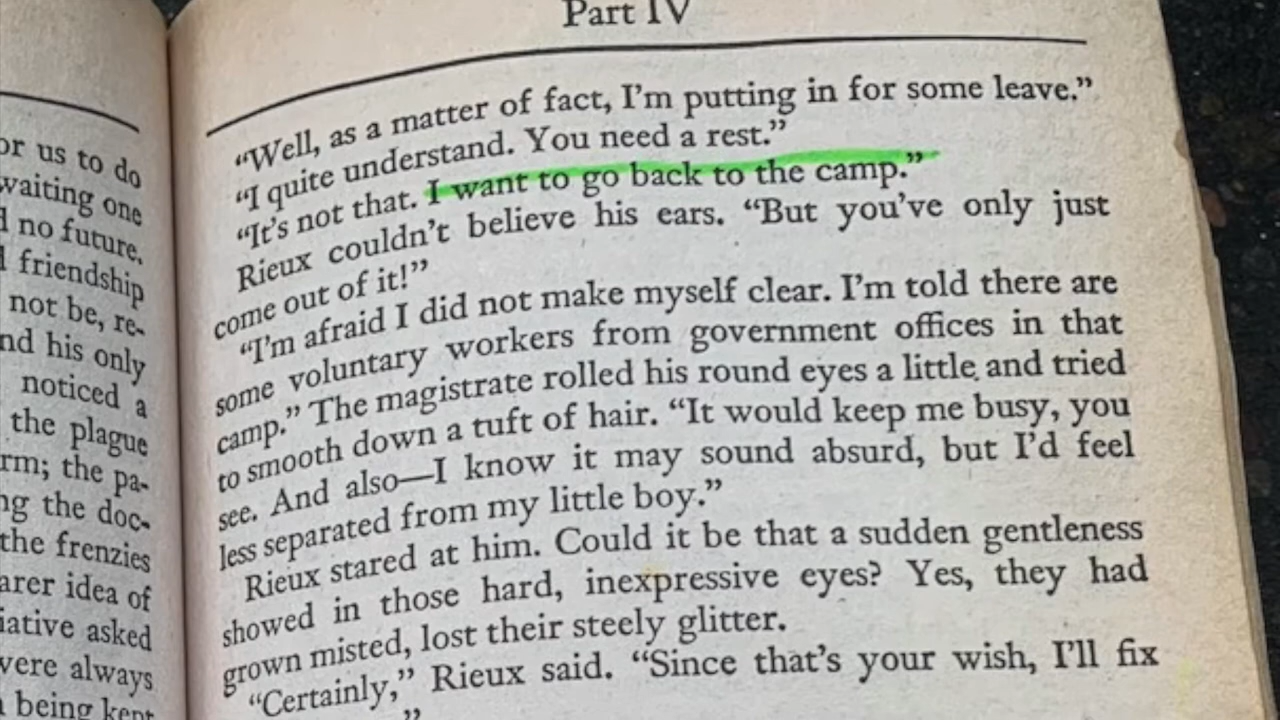 or us to do
waiting one
no future.
friendship
not be, re-
nd his only
noticed a
the plague
rm; the pa-
ng the doc-
the frenzies
arer idea of
iative asked
were always
being kept
Part IV
“Well, as a matter of fact, I'm putting in for some leave.”
“I quite understand. You need a rest.”
“It's not that. I want to go back to the camp.”
Rieux couldn't believe his ears. “But you've only just
come out of it!”
“I'm afraid I did not make myself clear. I'm told there are
some voluntary workers from government offices in that
camp.” The magistrate rolled his round eyes a little and tried
to smooth down a tuft of hair. “It would keep me busy, you
see. And also—I know it may sound absurd, but I'd feel
less separated from my little boy.”
Rieux stared at him. Could it be that a sudden gentleness
showed in those hard, inexpressive eyes? Yes, they had
grown misted, lost their steely glitter.
“Certainly,” Rieux said. “Since that's your wish, I'll fix